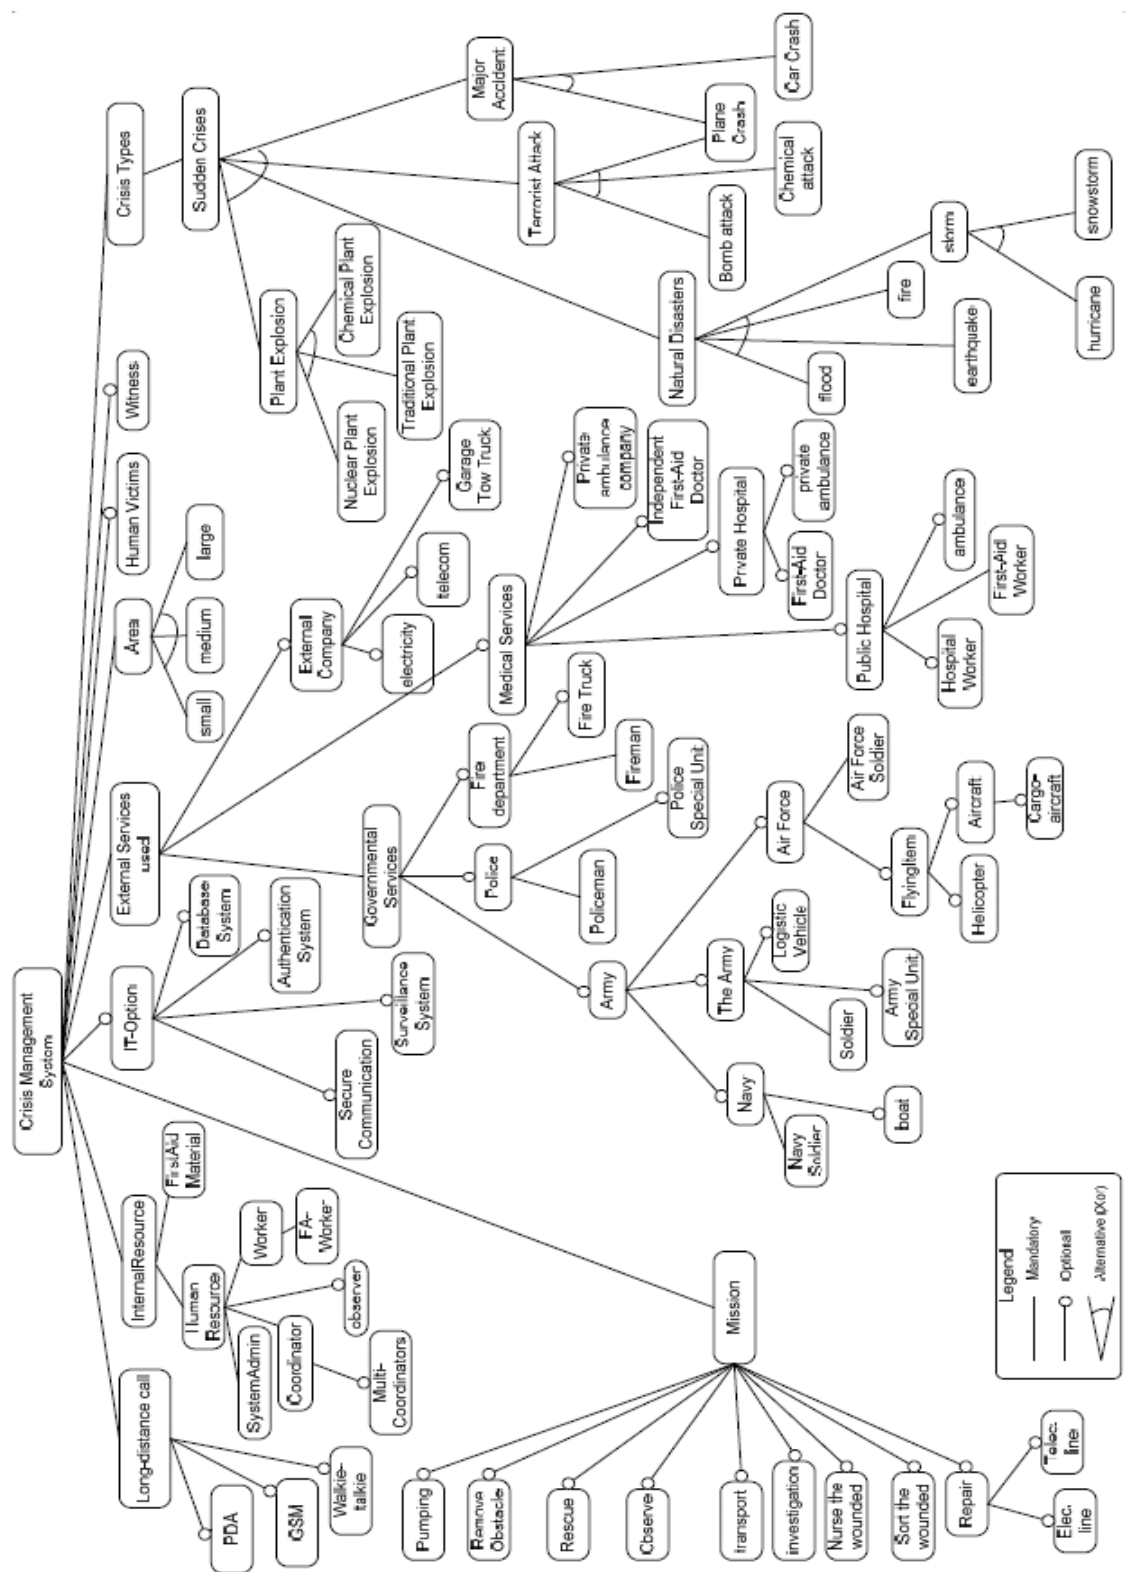 Crisis Management
System
Long-distance call
PDA
GSM
Walkie-
talkie
InternalResource
Human
Resource
SystemAdmin
Coordinator
Multi-
Coordinators
observer
Worker
FA-
Worker
FirstAid
Material
IT-Option
Secure
Communication
Surveillance
System
Authentication
System
Database
System
External Services
used
Governmental
Services
Army
Navy
Navy
Soldier
boat
The Army
Soldier
Army
Special Unit
Logistic
Vehicle
Air Force
FlyingItem
Helicopter
Aircraft
Cargo-
aircraft
Air Force
Soldier
Police
Policeman
Police
Special Unit
Fire
department
Fireman
Fire Truck
Medical Services
Public Hospital
Hospital
Worker
First-Aid
Worker
ambulance
Private Hospital
First-Aid
Doctor
private
ambulance
Independent
First-Aid
Doctor
Private
ambulance
company
External
Company
electricity
telecom
Garage
Tow Truck
Area
small
medium
large
Human Victims
Witness
Crisis Types
Sudden Crises
Plant Explosion
Nuclear Plant
Explosion
Traditional Plant
Explosion
Chemical Plant
Explosion
Natural Disasters
flood
earthquake
fire
storm
hurricane
snowstorm
Terrorist Attack
Bomb attack
Chemical
attack
Plane
Crash
Major
Accident
Car Crash
Mission
Pumping
Remove
Obstacle
Rescue
Observe
transport
investigation
Nurse the
wounded
Sort the
wounded
Repair
Elec.
line
Telec.
line
Legend
Mandatory
Optional
Alternative (Xor)